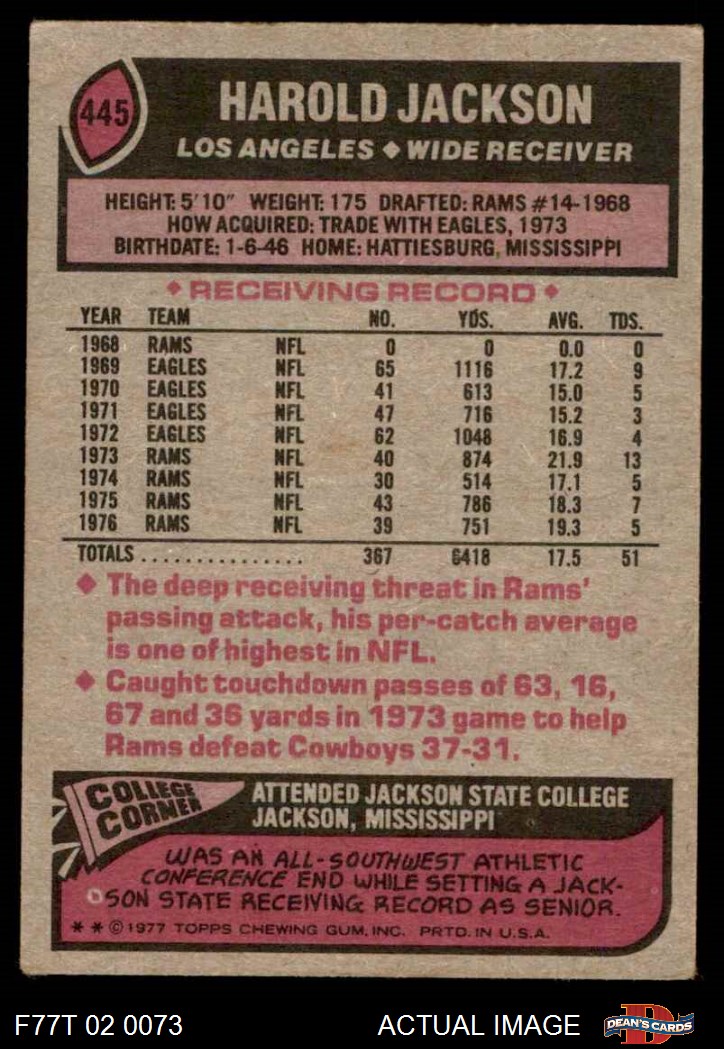 445
HAROLD JACKSON
LOS ANGELES ◆ WIDE RECEIVER
HEIGHT: 5'10" WEIGHT: 175 DRAFTED: RAMS #14-1968
HOW ACQUIRED: TRADE WITH EAGLES, 1973
BIRTHDATE: 1-6-46 HOME: HATTIESBURG, MISSISSIPPI
◆ RECEIVING RECORD ◆
YEAR TEAM NO. YDS. AVG. TDS.
1968 RAMS NFL 0 0 0.0 0
1969 EAGLES NFL 65 1116 17.2 9
1970 EAGLES NFL 41 613 15.0 5
1971 EAGLES NFL 47 716 15.2 3
1972 EAGLES NFL 62 1048 16.9 4
1973 RAMS NFL 40 874 21.9 13
1974 RAMS NFL 30 514 17.1 5
1975 RAMS NFL 43 786 18.3 7
1976 RAMS NFL 39 751 19.3 5
TOTALS ................ 367 6418 17.5 51
◆ The deep receiving threat in Rams'
passing attack, his per-catch average
is one of highest in NFL.
◆ Caught touchdown passes of 63, 16,
67 and 36 yards in 1973 game to help
Rams defeat Cowboys 37-31.
COLLEGE
CORNER
ATTENDED JACKSON STATE COLLEGE
JACKSON, MISSISSIPPI
WAS AN ALL-SOUTHWEST ATHLETIC
CONFERENCE END WHILE SETTING A JACK-
SON STATE RECEIVING RECORD AS SENIOR.
* * © 1977 TOPPS CHEWING GUM, INC. PRTD. IN U.S.A.
F77T 02 0073 ACTUAL IMAGE
D
DEAN'S CARDS